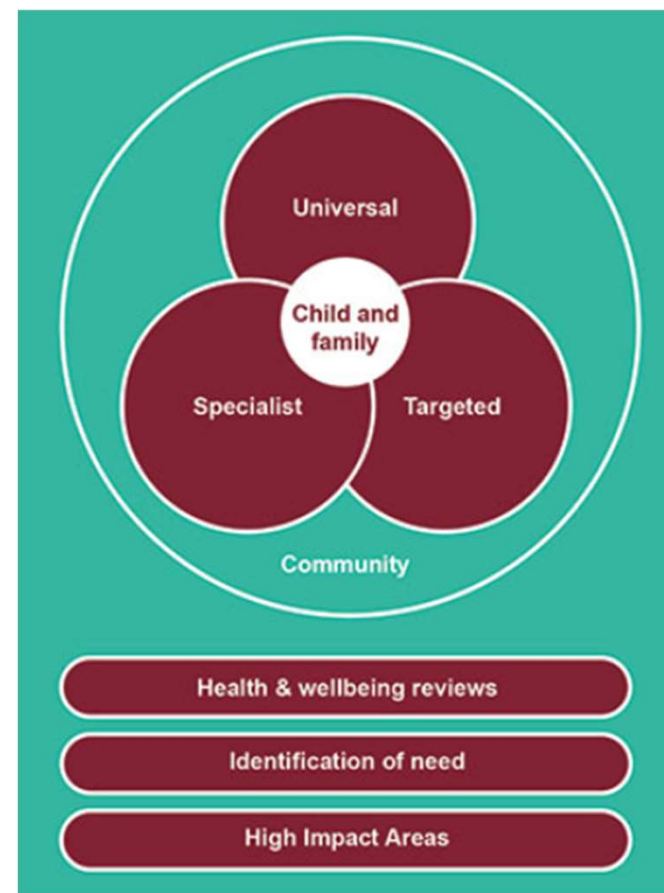 Universal
Child and
family
Specialist
Targeted
Community
Health & wellbeing reviews
Identification of need
High Impact Areas